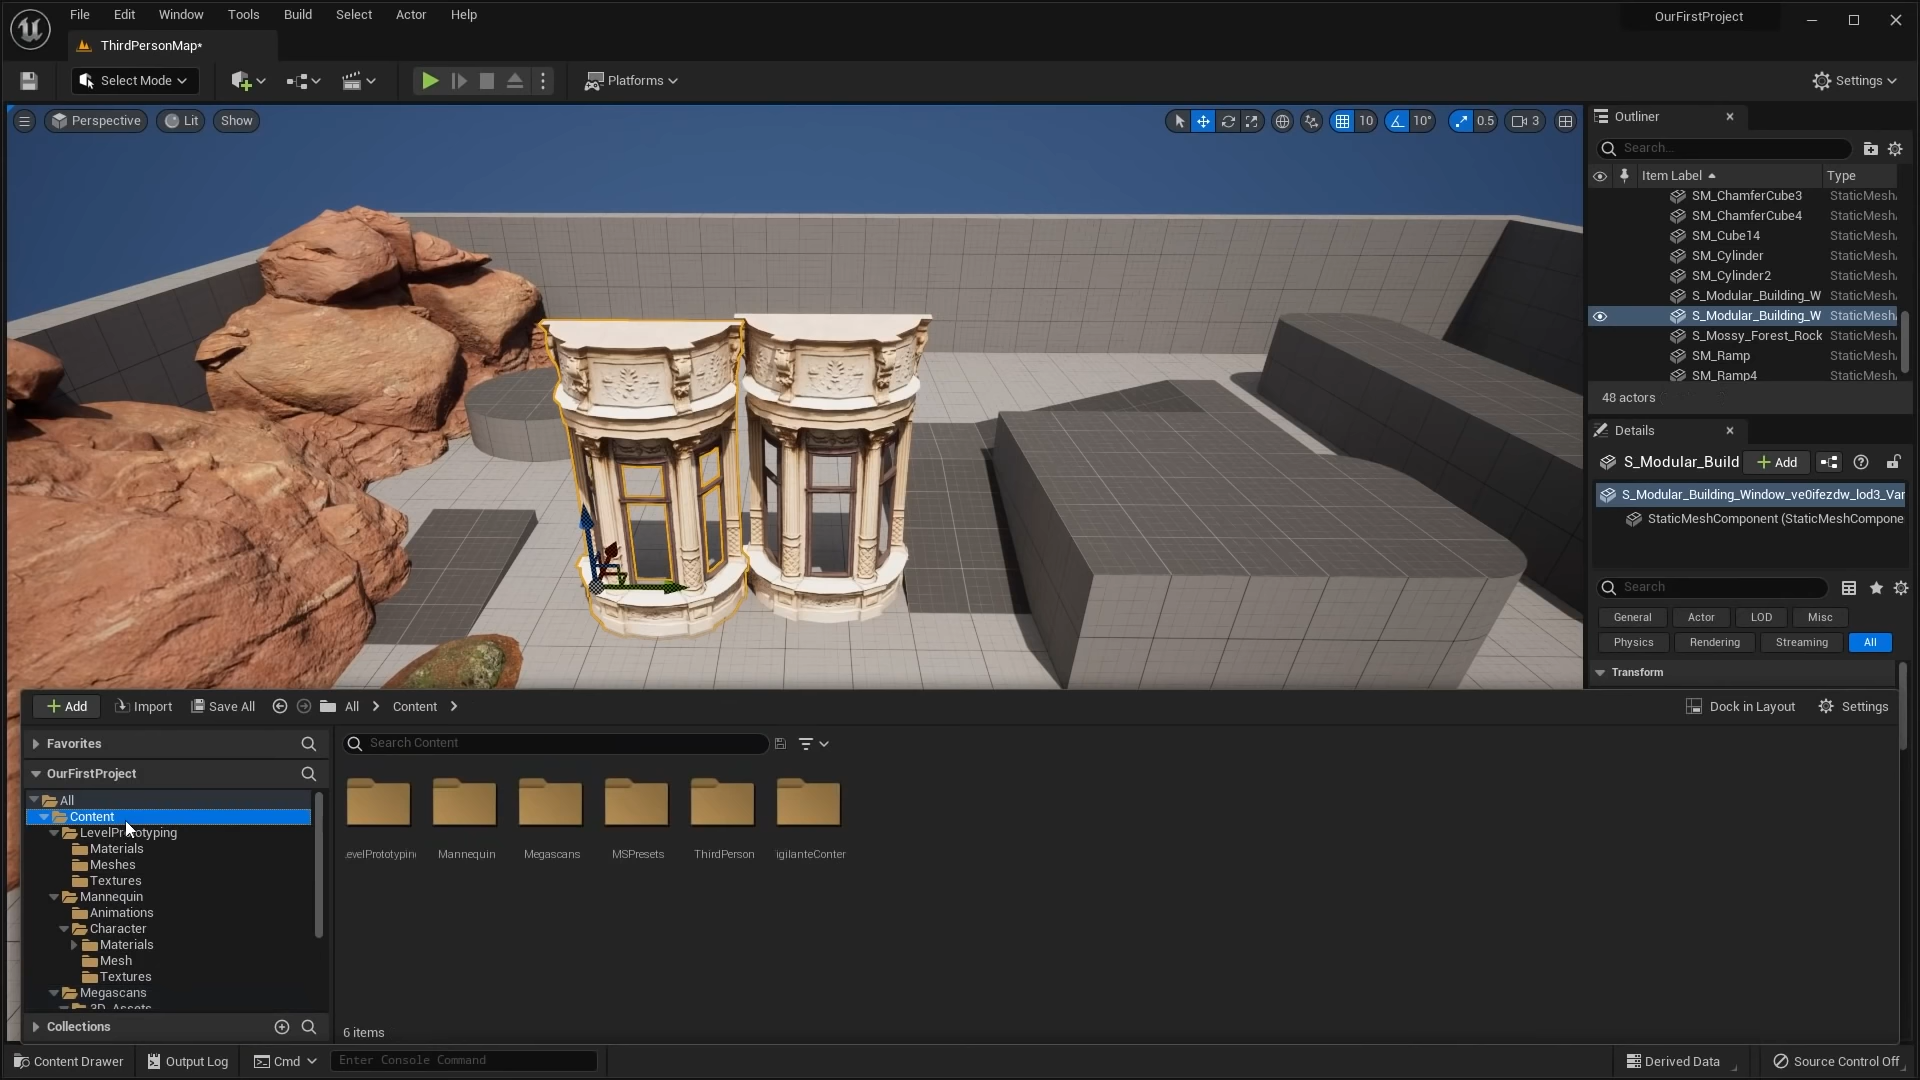 File Edit Window Tools Build Select Actor Help
OurFirstProject
ThirdPersonMap*
Select Mode
Platforms
Settings
Perspective
Lit
Show
10
10°
0.5
3
Outliner
Search...
Item Label
Type
SM_ChamferCube3 StaticMesh
SM_ChamferCube4 StaticMesh
SM_Cube14 StaticMesh
SM_Cylinder StaticMesh
SM_Cylinder2 StaticMesh
S_Modular_Building_W StaticMesh
S_Modular_Building_W StaticMesh
S_Mossy_Forest_Rock StaticMesh
SM_Ramp StaticMesh
SM_Ramp4 StaticMesh
48 actors
Details
S_Modular_Build
Add
S_Modular_Building_Window_ve0ifezdw_lod3_Var
StaticMeshComponent (StaticMeshCompone
Search
General Actor LOD Misc
Physics Rendering Streaming All
Transform
Add
Import
Save All
All
Content
Dock in Layout
Settings
Favorites
OurFirstProject
All
Content
LevelPrototyping
Materials
Meshes
Textures
Mannequin
Animations
Character
Materials
Mesh
Textures
Megascans
3D_Assets
Collections
Search Content
evelPrototyping Mannequin Megascans MSPresets ThirdPerson igilanteConter
6 items
Content Drawer
Output Log
Cmd
Enter Console Command
Derived Data
Source Control Off